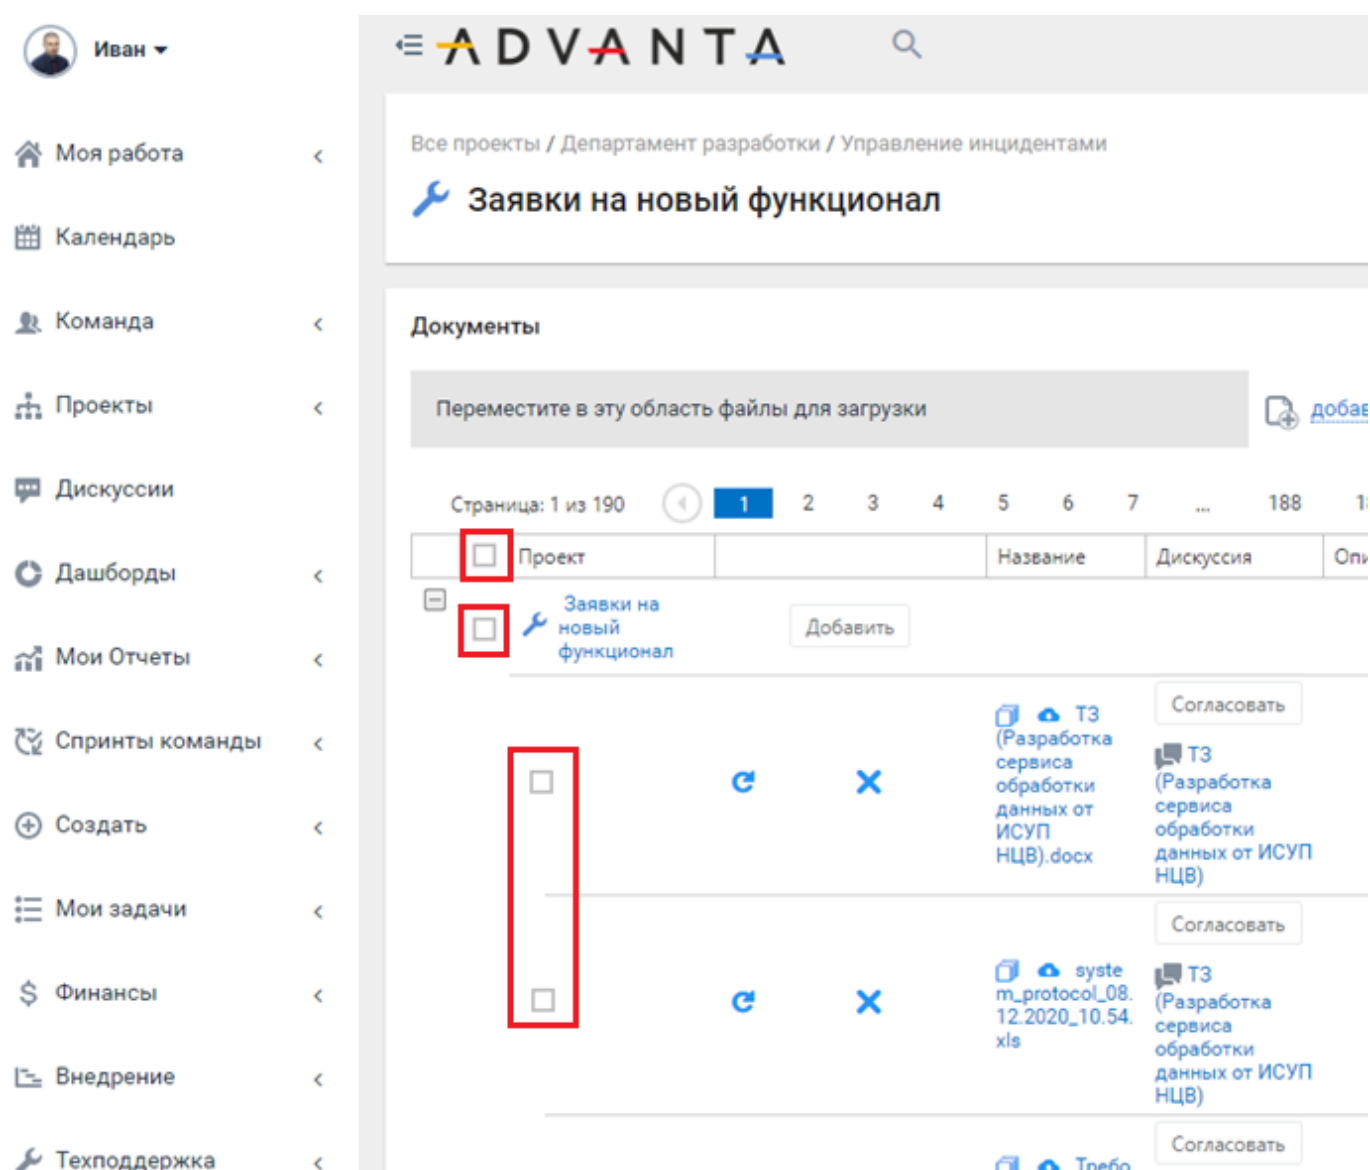 Иван
ADVANTA
Моя работа
Календарь
Команда
Проекты
Дискуссии
Дашборды
Мои Отчеты
Спринты команды
Создать
Мои задачи
Финансы
Внедрение
Техподдержка
Все проекты / Департамент разработки / Управление инцидентами
Заявки на новый функционал
Документы
Переместите в эту область файлы для загрузки
Страница: 1 из 190 1 2 3 4 5 6 7 ... 188
Проект Название Дискуссия
Заявки на
новый
функционал
Добавить
ТЗ
(Разработка
сервиса
обработки
данных от
ИСУП
НЦВ).docx
Согласовать
ТЗ
(Разработка
сервиса
обработки
данных от ИСУП
НЦВ)
syste
m_protocol_08.
12.2020_10.54.
xls
Согласовать
ТЗ
(Разработка
сервиса
обработки
данных от ИСУП
НЦВ)
Требо
Согласовать